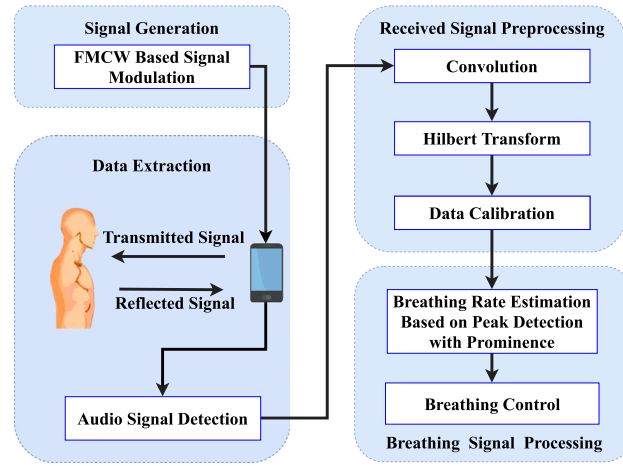 Signal Generation
FMCW Based Signal
Modulation
Data Extraction
Transmitted Signal
Reflected Signal
Audio Signal Detection
Received Signal Preprocessing
Convolution
Hilbert Transform
Data Calibration
Breathing Rate Estimation
Based on Peak Detection
with Prominence
Breathing Control
Breathing Signal Processing